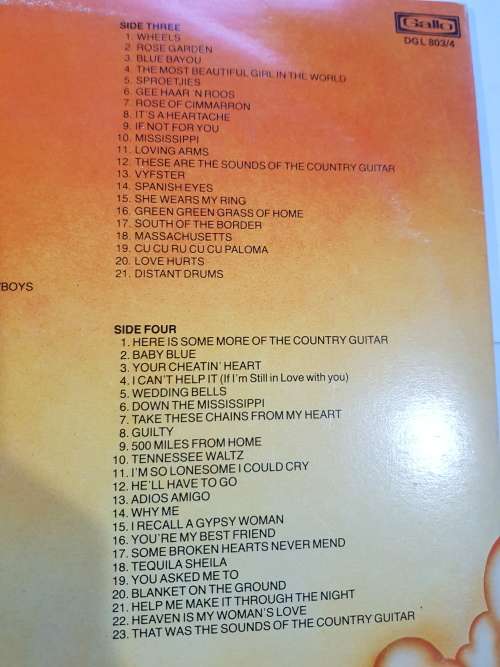 Gallo
DGL 803/4
SIDE THREE
1. WHEELS
2. ROSE GARDEN
3. BLUE BAYOU
4. THE MOST BEAUTIFUL GIRL IN THE WORLD
5. SPROETJIES
6. GEE HAAR 'N ROOS
7. ROSE OF CIMMARRON
8. IT'S A HEARTACHE
9. IF NOT FOR YOU
10. MISSISSIPPI
11. LOVING ARMS
12. THESE ARE THE SOUNDS OF THE COUNTRY GUITAR
13. VYFSTER
14. SPANISH EYES
15. SHE WEARS MY RING
16. GREEN GREEN GRASS OF HOME
17. SOUTH OF THE BORDER
18. MASSACHUSETTS
19. CU CU RU CU CU PALOMA
20. LOVE HURTS
21. DISTANT DRUMS
BOYS
SIDE FOUR
1. HERE IS SOME MORE OF THE COUNTRY GUITAR
2. BABY BLUE
3. YOUR CHEATIN' HEART
4. I CAN'T HELP IT (If I'm Still in Love with you)
5. WEDDING BELLS
6. DOWN THE MISSISSIPPI
7. TAKE THESE CHAINS FROM MY HEART
8. GUILTY
9. 500 MILES FROM HOME
10. TENNESSEE WALTZ
11. I'M SO LONESOME I COULD CRY
12. HE'LL HAVE TO GO
13. ADIOS AMIGO
14. WHY ME
15. I RECALL A GYPSY WOMAN
16. YOU'RE MY BEST FRIEND
17. SOME BROKEN HEARTS NEVER MEND
18. TEQUILA SHEILA
19. YOU ASKED ME TO
20. BLANKET ON THE GROUND
21. HELP ME MAKE IT THROUGH THE NIGHT
22. HEAVEN IS MY WOMAN'S LOVE
23. THAT WAS THE SOUNDS OF THE COUNTRY GUITAR